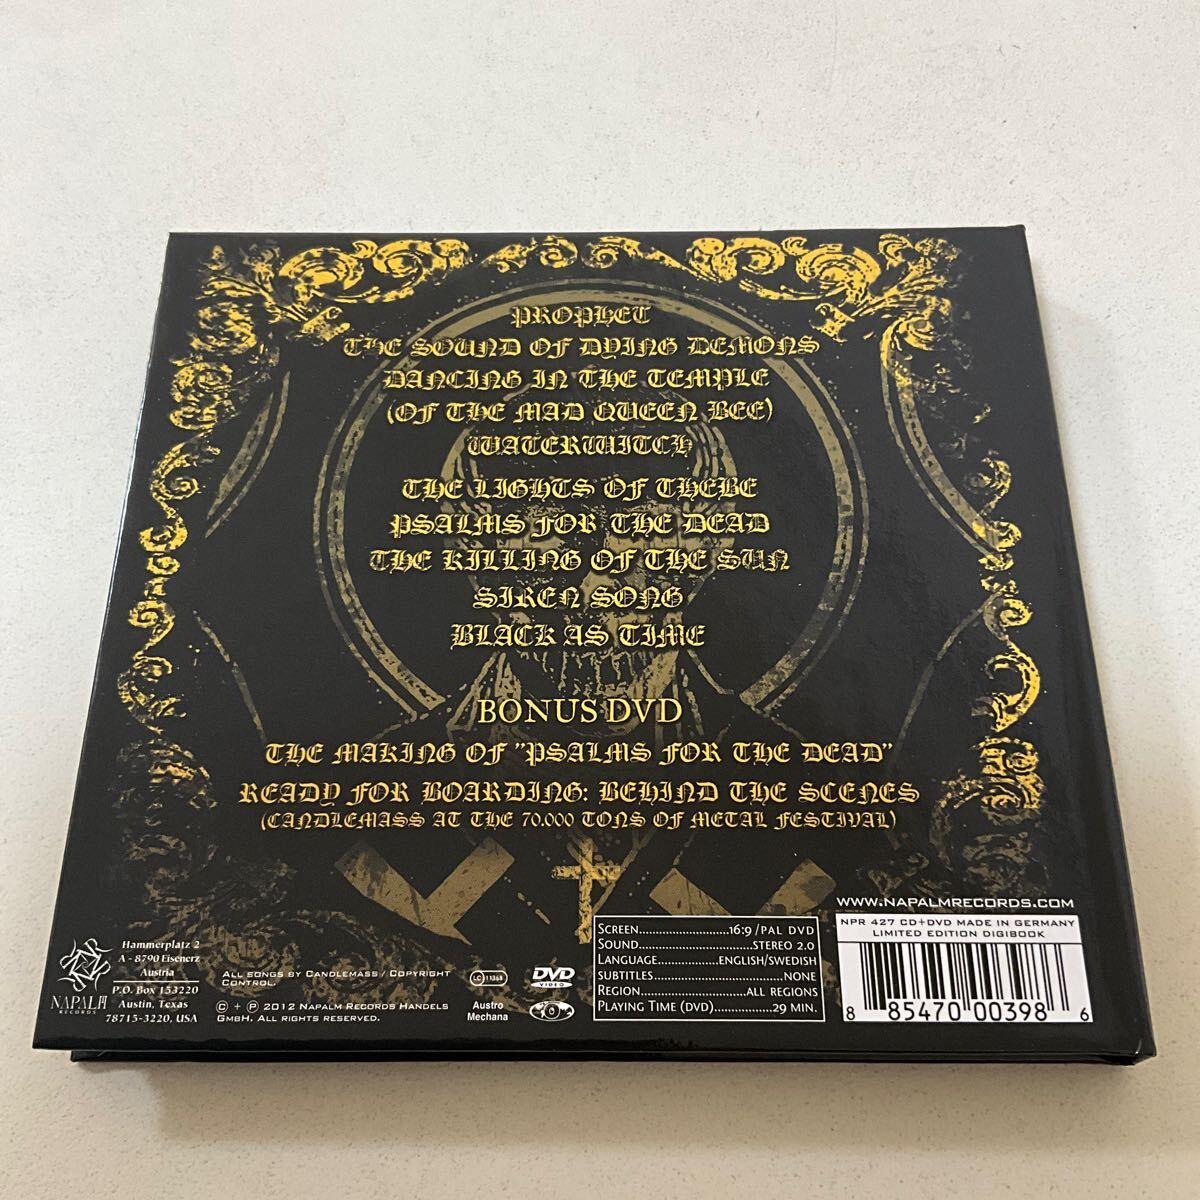 PROPHET
THE SOUND OF DYING DEMONS
DANCING IN THE TEMPLE
(OF THE MAD QUEEN BEE)
WATERWITCH
THE LIGHTS OF THEBE
PSALMS FOR THE DEAD
THE KILLING OF THE SUN
SIREN SONG
BLACK AS TIME
BONUS DVD
THE MAKING OF "PSALMS FOR THE DEAD"
READY FOR BOARDING: BEHIND THE SCENES
(CANDLEMASS AT THE 70.000 TONS OF METAL FESTIVAL)
NAPALM
RECORDS
Hammerplatz 2
A - 8790 Eisenerz
Austria
P.O. Box 153220
Austin, Texas
78715-3220, USA
ALL SONGS BY CANDLEMASS / COPYRIGHT
CONTROL.
© + ℗ 2012 NAPALM RECORDS HANDELS
GMBH. ALL RIGHTS RESERVED.
LC 11368
Austro
Mechana
DVD
VIDEO
SCREEN..........................16:9 /PAL DVD
SOUND..........................STEREO 2.0
LANGUAGE..............ENGLISH/SWEDISH
SUBTITLES.............................NONE
REGION..............................ALL REGIONS
PLAYING TIME (DVD)................29 MIN.
WWW.NAPALMRECORDS.COM
NPR 427 CD+DVD MADE IN GERMANY
LIMITED EDITION DIGIBOOK
8 85470 00398 6